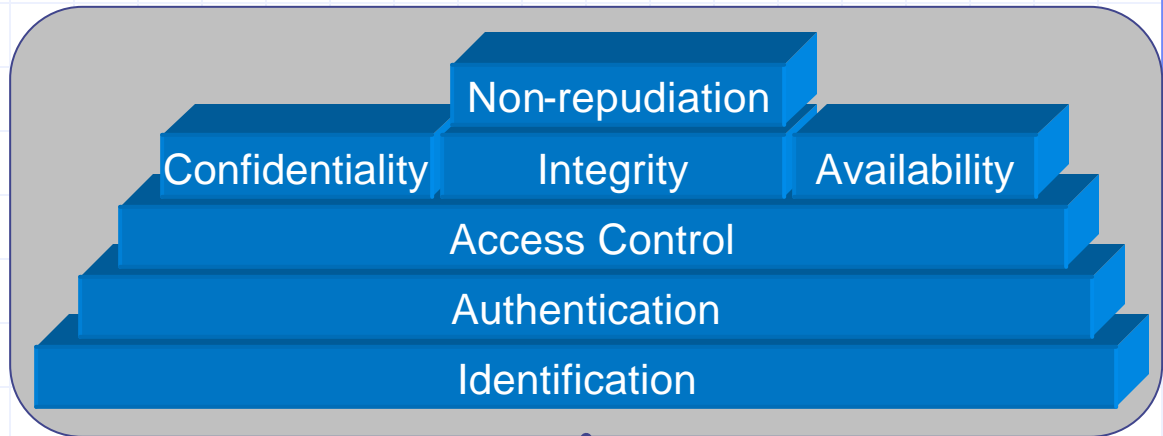 Non-repudiation
Confidentiality Integrity Availability
Access Control
Authentication
Identification